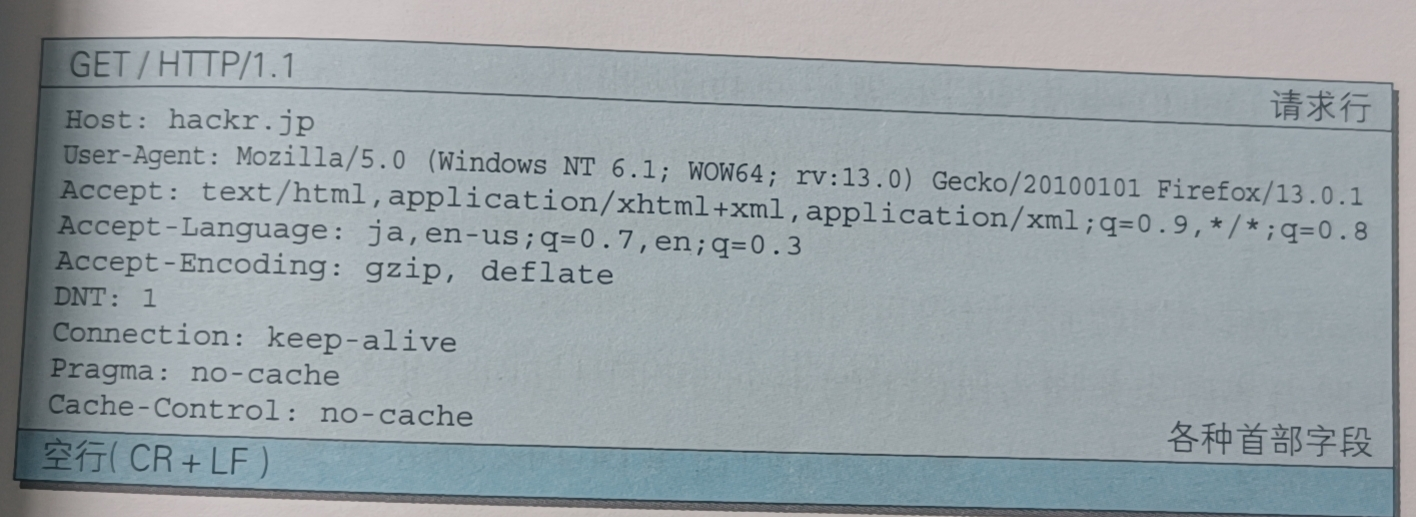 GET / HTTP/1.1
请求行
Host: hackr.jp
User-Agent: Mozilla/5.0 (Windows NT 6.1; WOW64; rv:13.0) Gecko/20100101 Firefox/13.0.1
Accept: text/html,application/xhtml+xml,application/xml;q=0.9,*/*;q=0.8
Accept-Language: ja,en-us;q=0.7,en;q=0.3
Accept-Encoding: gzip, deflate
DNT: 1
Connection: keep-alive
Pragma: no-cache
Cache-Control: no-cache
各种首部字段
空行( CR + LF )